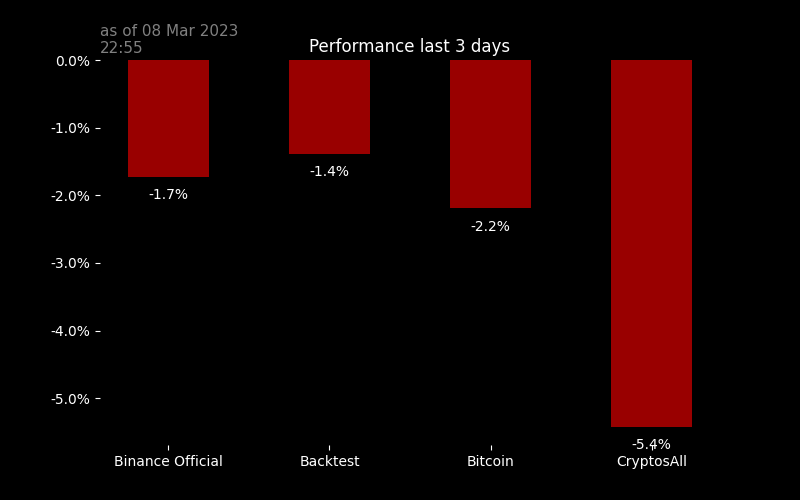 as of 08 Mar 2023
22:55
Performance last 3 days
0.0%
-1.0%
-2.0%
-3.0%
-4.0%
-5.0%
-1.7%
-1.4%
-2.2%
-5.4%
Binance Official
Backtest
Bitcoin
CryptosAll